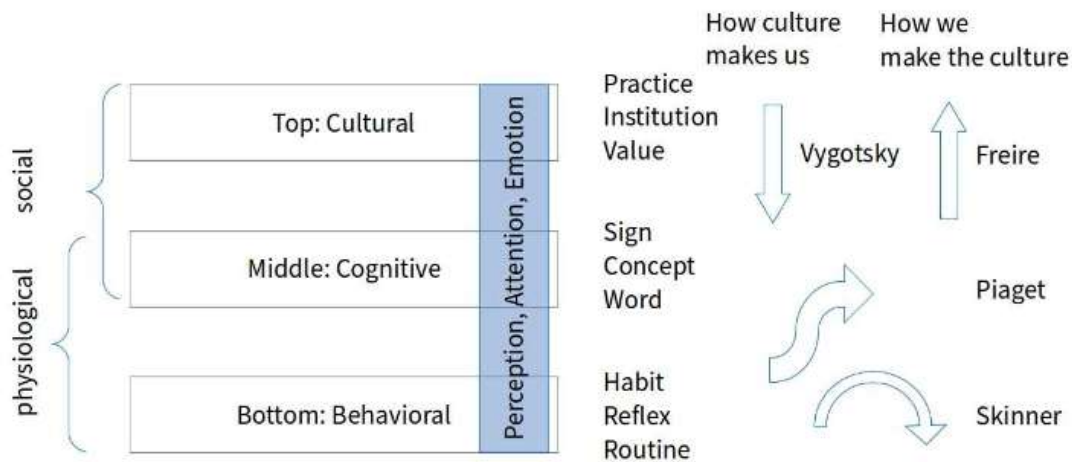 How culture
makes us
How we
make the culture
social
physiological
Top: Cultural
Middle: Cognitive
Bottom: Behavioral
Perception, Attention, Emotion
Practice
Institution
Value
Vygotsky
Freire
Sign
Concept
Word
Piaget
Habit
Reflex
Routine
Skinner